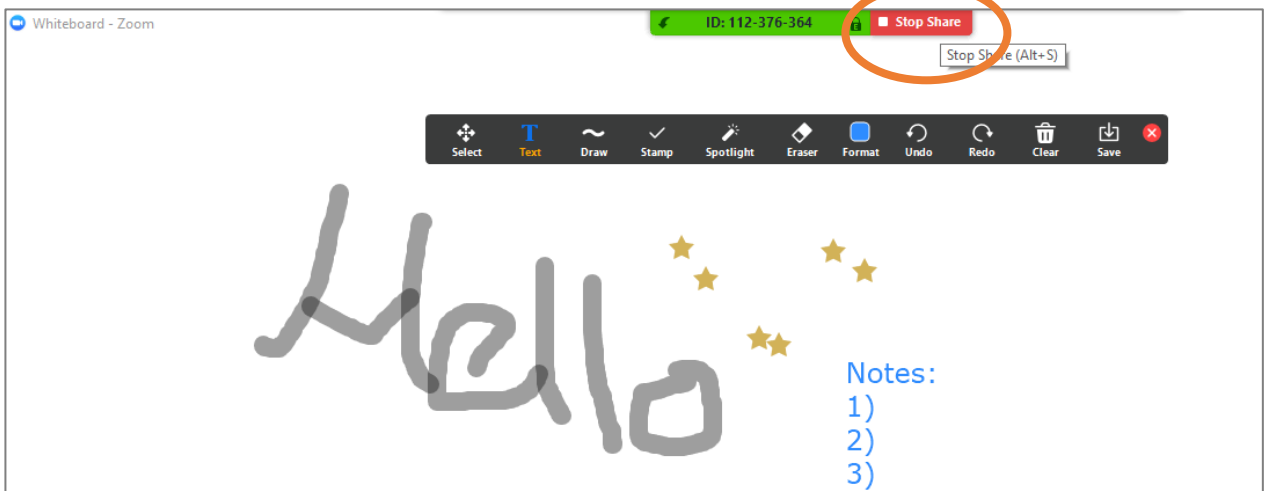 Whiteboard - Zoom
ID: 112-376-364
Stop Share
Stop Share (Alt+S)
Select Text Draw Stamp Spotlight Eraser Format Undo Redo Clear Save
Hello
Notes:
1)
2)
3)